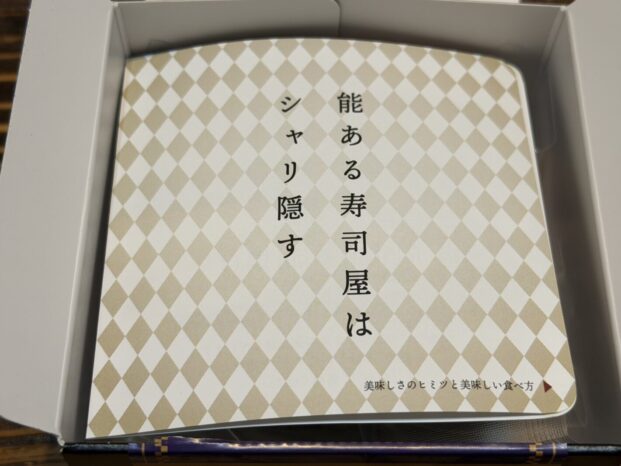 能ある寿司屋は
シャリ隠す
美味しさのヒミツと美味しい食べ方